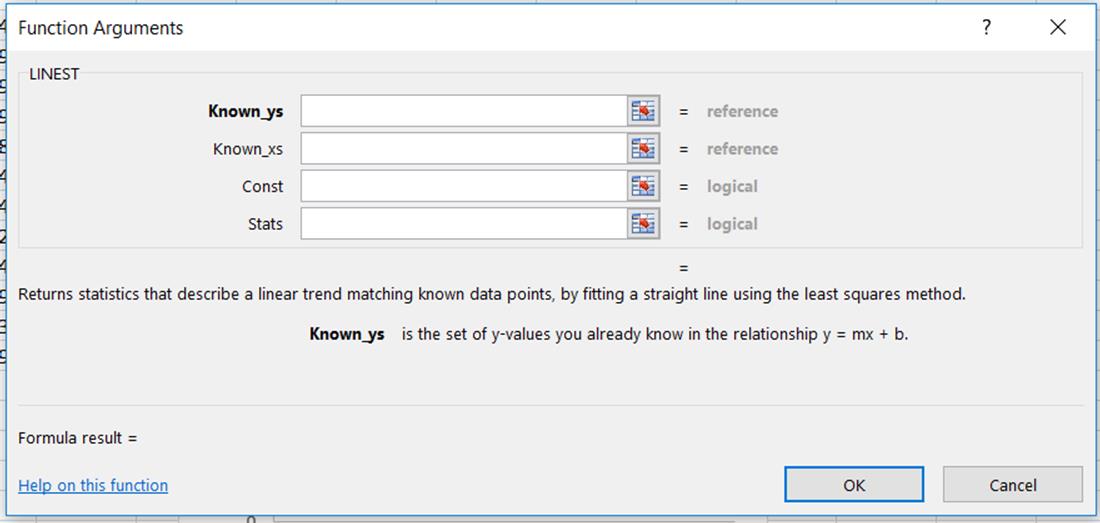 Function Arguments
?
LINEST
Known_ys = reference
Known_xs = reference
Const = logical
Stats = logical
=
Returns statistics that describe a linear trend matching known data points, by fitting a straight line using the least squares method.
Known_ys is the set of y-values you already know in the relationship y = mx + b.
Formula result =
Help on this function
OK Cancel